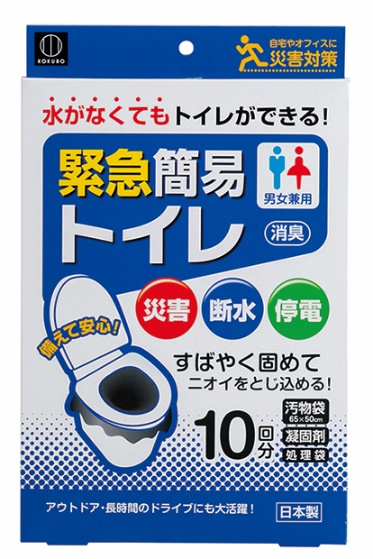 KOKUBO
自宅やオフィスに
災害対策
水がなくてもトイレができる!
緊急簡易
トイレ
男女兼用
消臭
災害
断水
停電
備えて安心!
すばやく固めて
ニオイをとじ込める!
10回分
汚物袋
65×50cm
凝固剤
処理袋
アウトドア・長時間のドライブにも大活躍!
日本製